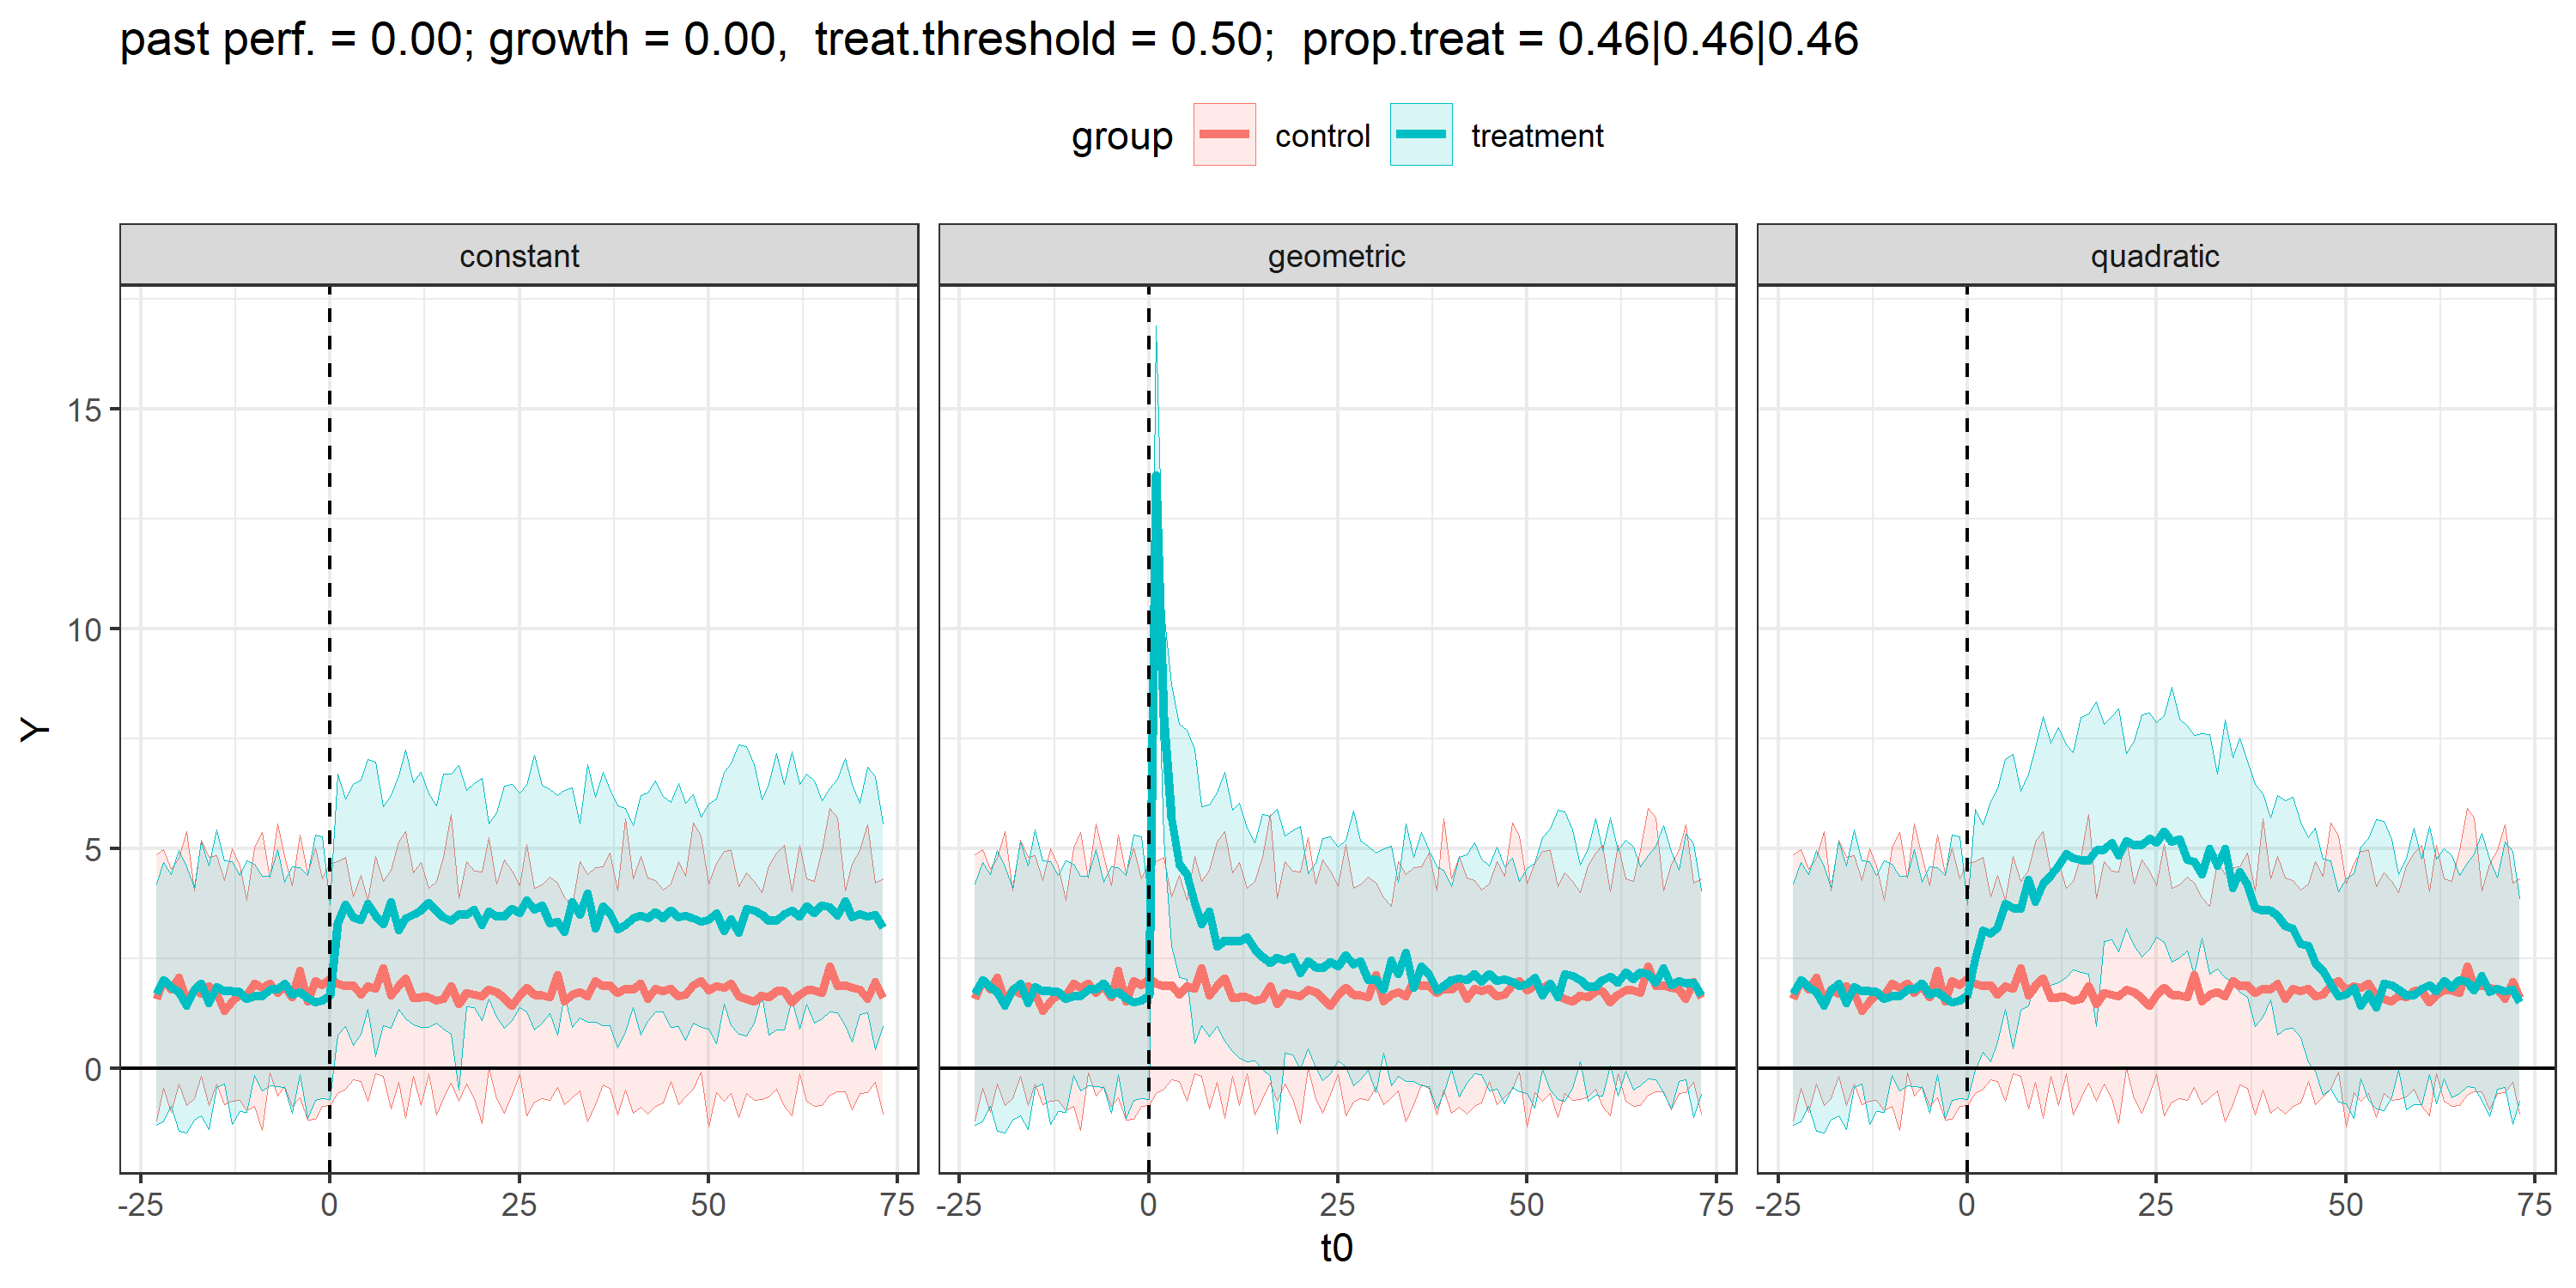 past perf. = 0.00; growth = 0.00,  treat.threshold = 0.50;  prop.treat = 0.46|0.46|0.46
group control treatment
constant geometric quadratic
15
10
5
0
Y
-25 0 25 50 75 -25 0 25 50 75 -25 0 25 50 75
t0